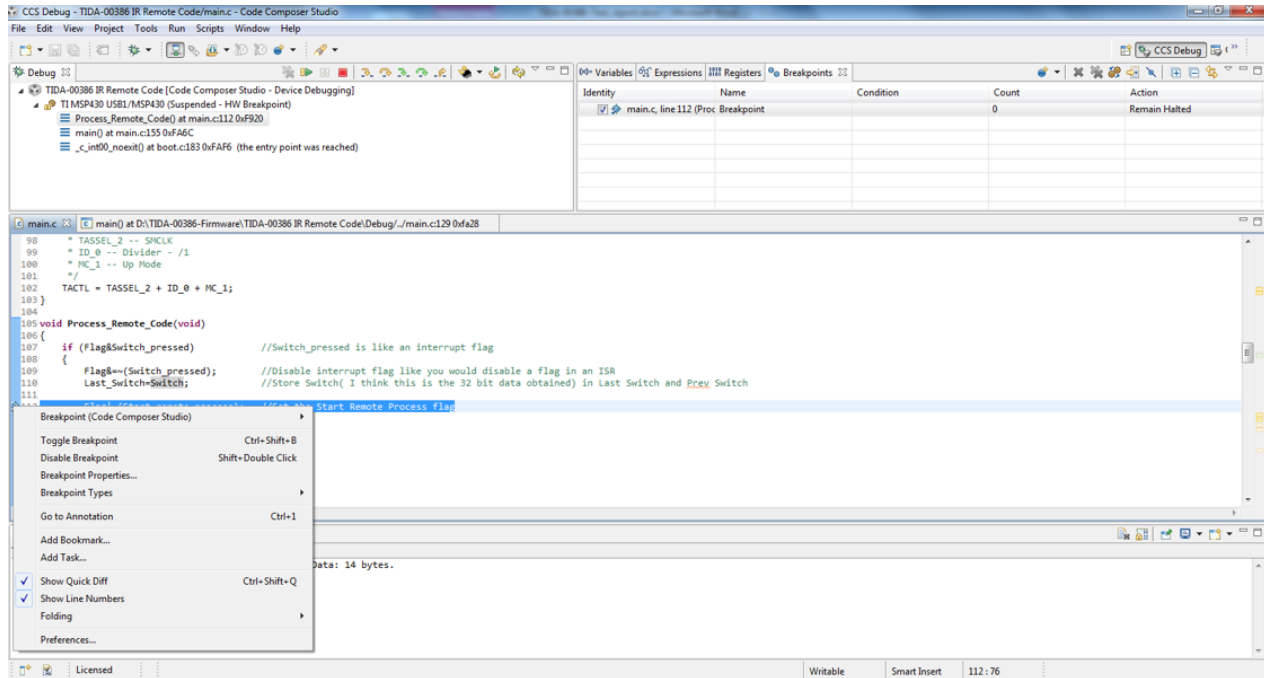 CCS Debug - TIDA-00386 IR Remote Code/main.c - Code Composer Studio
File Edit View Project Tools Run Scripts Window Help
CCS Debug
Debug
TIDA-00386 IR Remote Code [Code Composer Studio - Device Debugging]
TI MSP430 USB1/MSP430 (Suspended - HW Breakpoint)
Process_Remote_Code() at main.c:112 0xF920
main() at main.c:155 0xFA6C
_c_int00_noexit() at boot.c:183 0xFAF6 (the entry point was reached)
Variables Expressions Registers Breakpoints
Identity Name Condition Count Action
main.c, line 112 (Proc Breakpoint 0 Remain Halted
main.c main() at D:\TIDA-00386-Firmware\TIDA-00386 IR Remote Code\Debug/../main.c:129 0xfa28
98 * TASSEL_2 -- SMCLK
99 * ID_0 -- Divider - /1
100 * MC_1 -- Up Mode
101 */
102 TACTL = TASSEL_2 + ID_0 + MC_1;
103 }
104
105 void Process_Remote_Code(void)
106 {
107 if (Flag&Switch_pressed) //Switch_pressed is like an interrupt flag
108 {
109 Flag&=~(Switch_pressed); //Disable interrupt flag like you would disable a flag in an ISR
110 Last_Switch=Switch; //Store Switch( I think this is the 32 bit data obtained) in Last Switch and Prev Switch
111
Start Remote Process flag
Breakpoint (Code Composer Studio)
Toggle Breakpoint Ctrl+Shift+B
Disable Breakpoint Shift+Double Click
Breakpoint Properties...
Breakpoint Types
Go to Annotation Ctrl+1
Add Bookmark...
Add Task...
Data: 14 bytes.
Show Quick Diff Ctrl+Shift+Q
Show Line Numbers
Folding
Preferences...
Licensed Writable Smart Insert 112 : 76